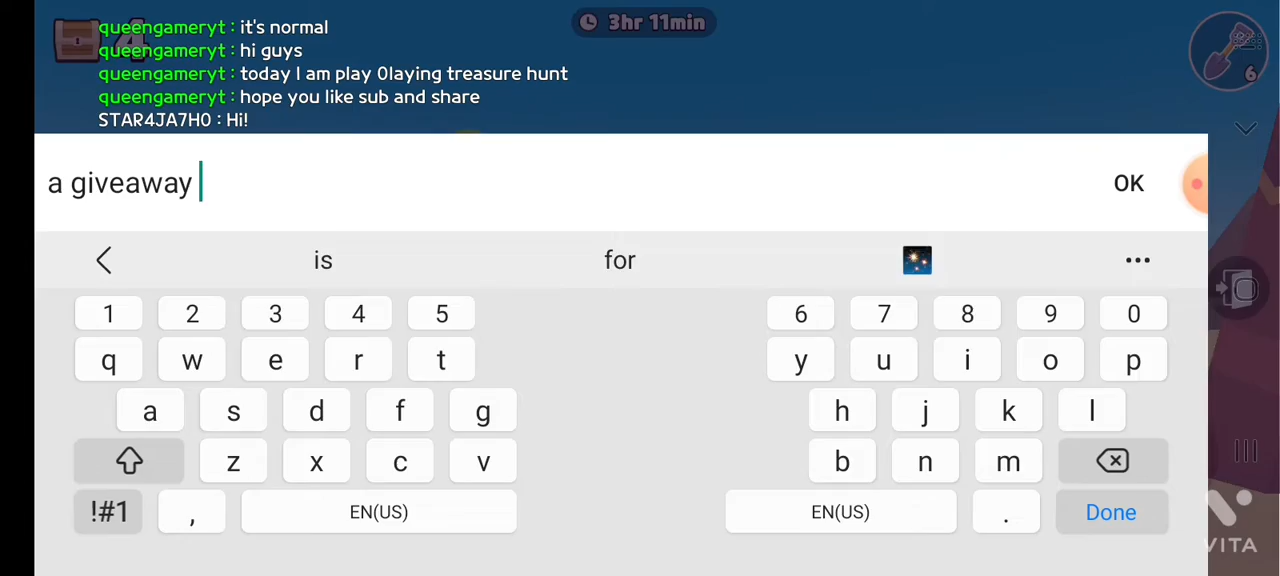 4
queengameryt : it's normal
queengameryt : hi guys
queengameryt : today I am play 0laying treasure hunt
queengameryt : hope you like sub and share
STAR4JA7H0 : Hi!
3hr 11min
6
a giveaway
OK
is for
1 2 3 4 5 6 7 8 9 0
q w e r t y u i o p
a s d f g h j k l
z x c v b n m
!#1 , EN(US) EN(US) . Done
VITA